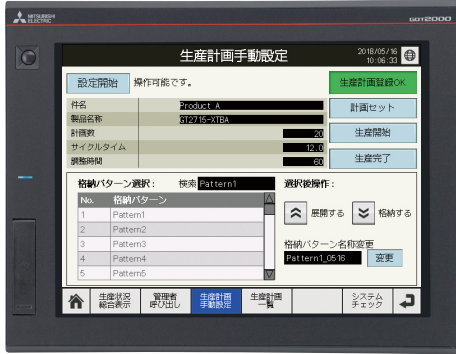 MITSUBISHI
ELECTRIC
GOT2000
生産計画手動設定
2018/05/16
10:06:33
設定開始 操作可能です。 生産計画登録OK
件名 Product A
製品名称 GT2715-XTBA
計画数 20
サイクルタイム 12.0
調整時間 60
計画セット
生産開始
生産完了
格納パターン選択: 検索 Pattern1
No. 格納パターン
1 Pattern1
2 Pattern2
3 Pattern3
4 Pattern4
5 Pattern5
選択後操作:
展開する 格納する
格納パターン名称変更
Pattern1_0516 変更
生産状況
総合表示
管理者
呼び出し
生産計画
手動設定
生産計画
一覧
システム
チェック